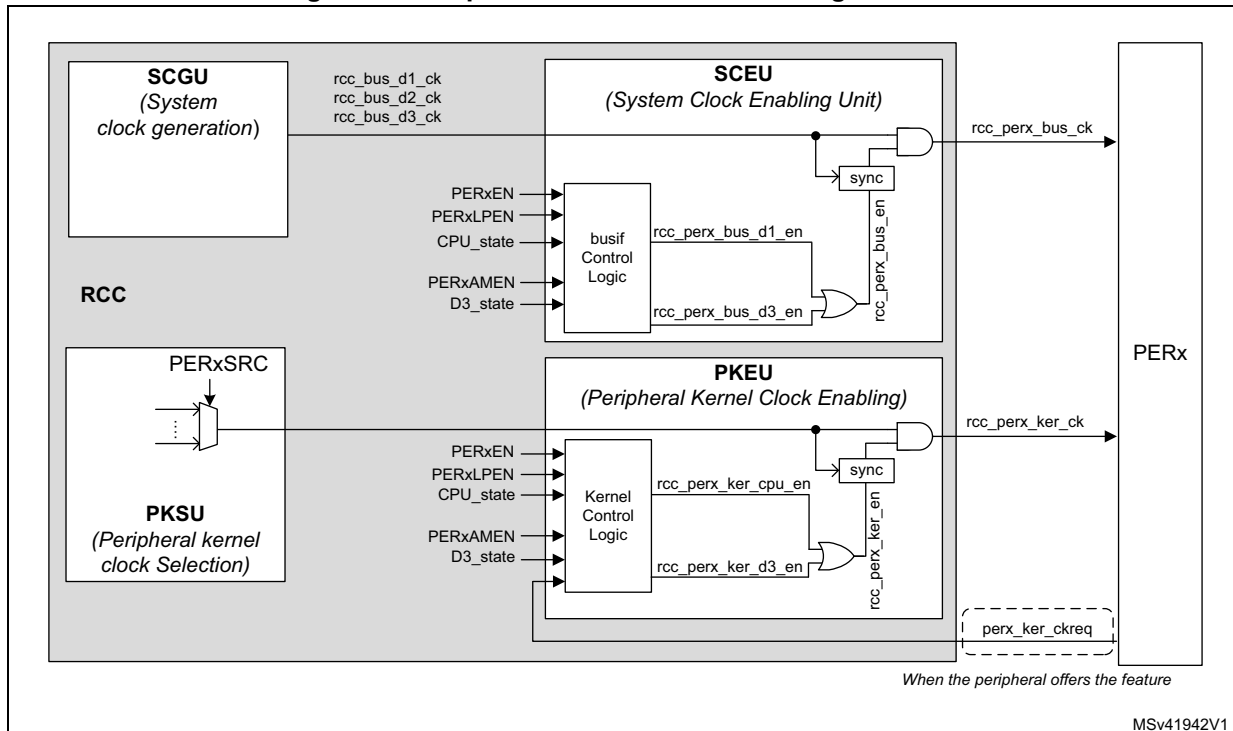 SCGU
(System
clock generation)
rcc_bus_d1_ck
rcc_bus_d2_ck
rcc_bus_d3_ck
SCEU
(System Clock Enabling Unit)
rcc_perx_bus_ck
sync
PERxEN
PERxLPEN
CPU_state
PERxAMEN
D3_state
busif
Control
Logic
rcc_perx_bus_d1_en
rcc_perx_bus_d3_en
rcc_perx_bus_en
RCC
PERx
PERxSRC
PKSU
(Peripheral kernel
clock Selection)
PKEU
(Peripheral Kernel Clock Enabling)
rcc_perx_ker_ck
sync
PERxEN
PERxLPEN
CPU_state
PERxAMEN
D3_state
Kernel
Control
Logic
rcc_perx_ker_cpu_en
rcc_perx_ker_d3_en
rcc_perx_ker_en
perx_ker_ckreq
When the peripheral offers the feature
MSv41942V1